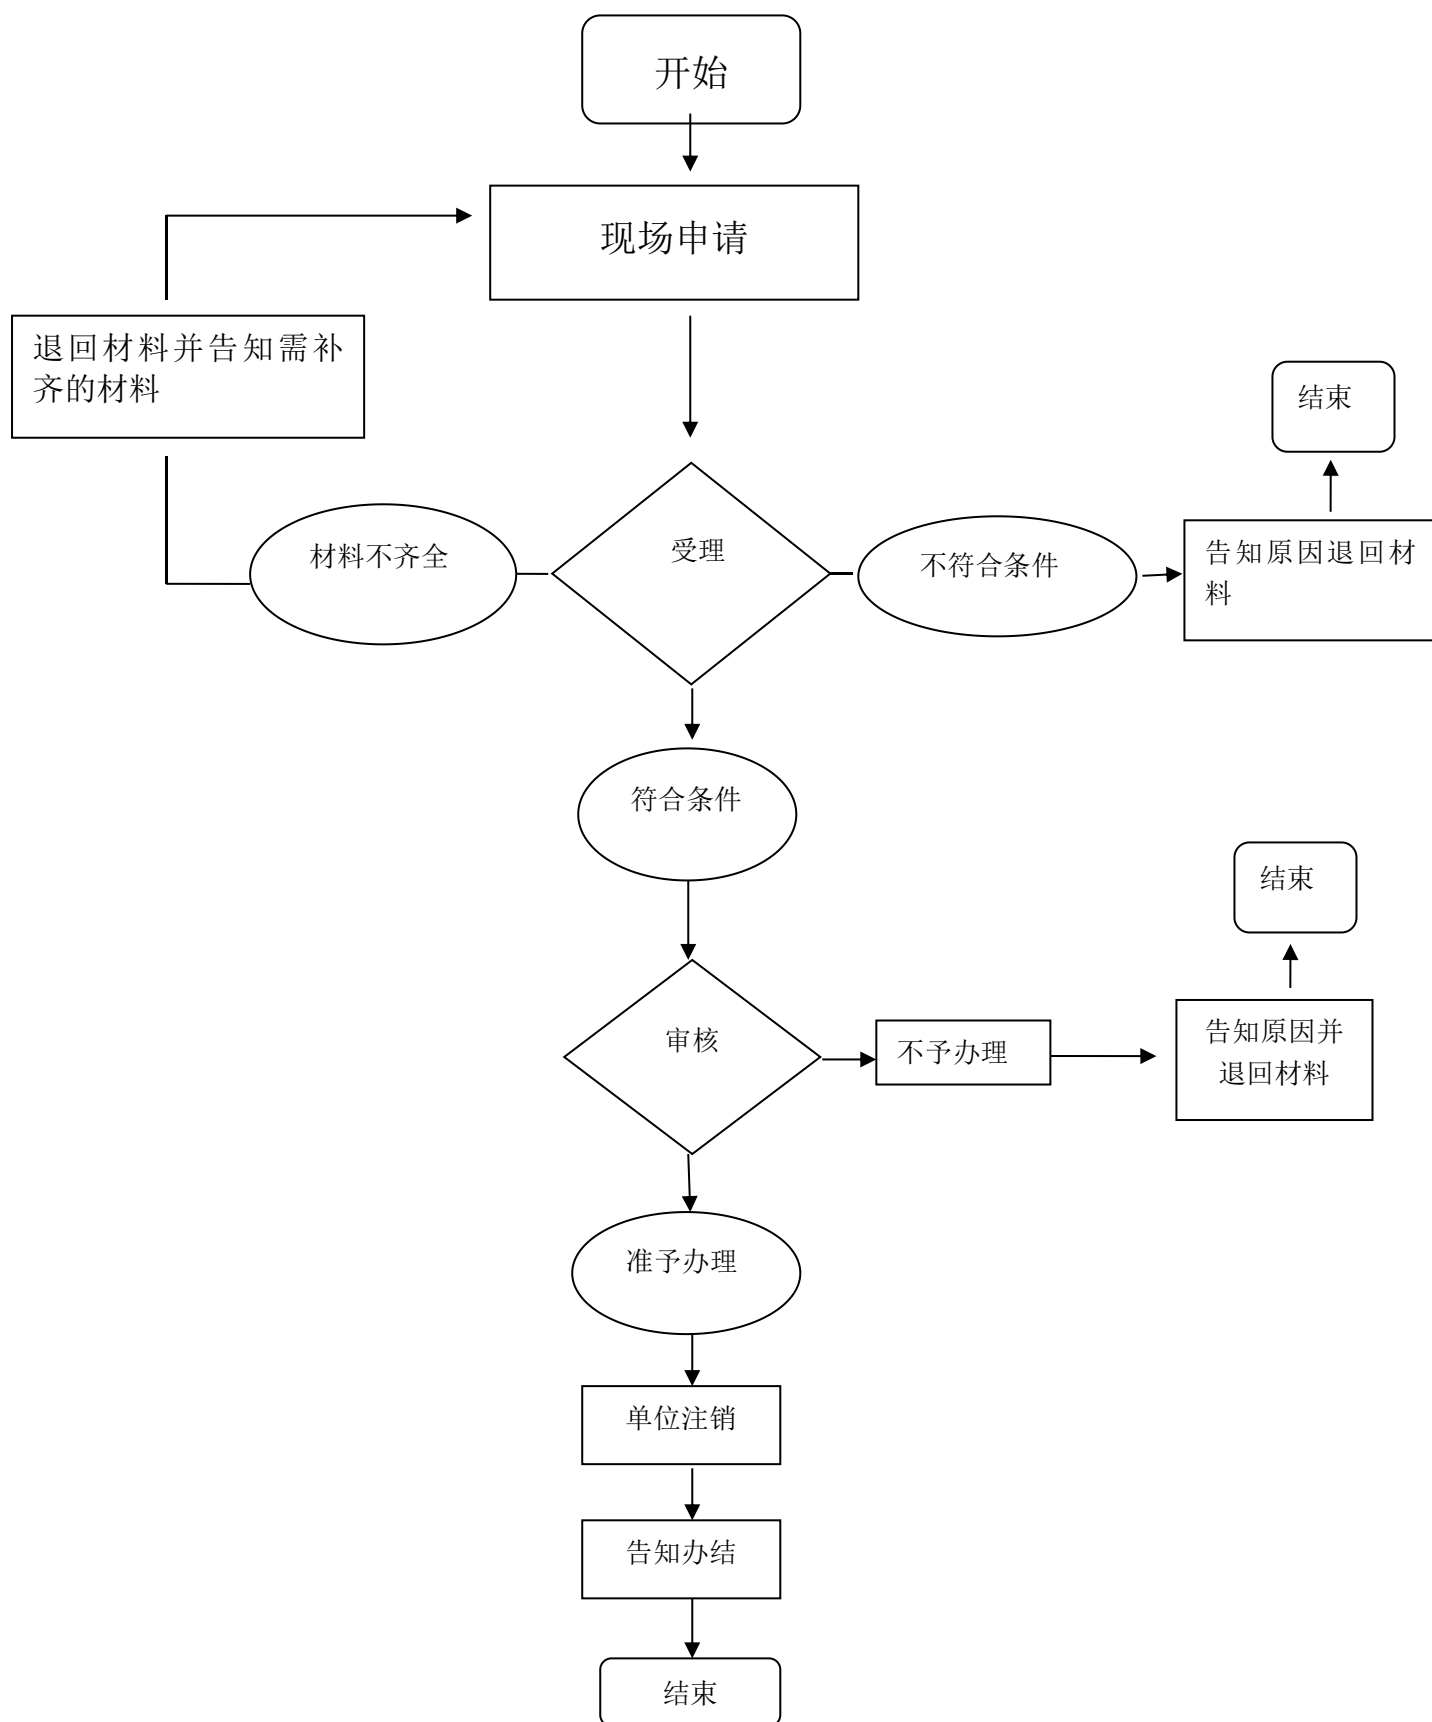 开始
现场申请
退回材料并告知需补
齐的材料
结束
材料不齐全
受理
不符合条件
告知原因退回材
料
符合条件
结束
审核
不予办理
告知原因并
退回材料
准予办理
单位注销
告知办结
结束